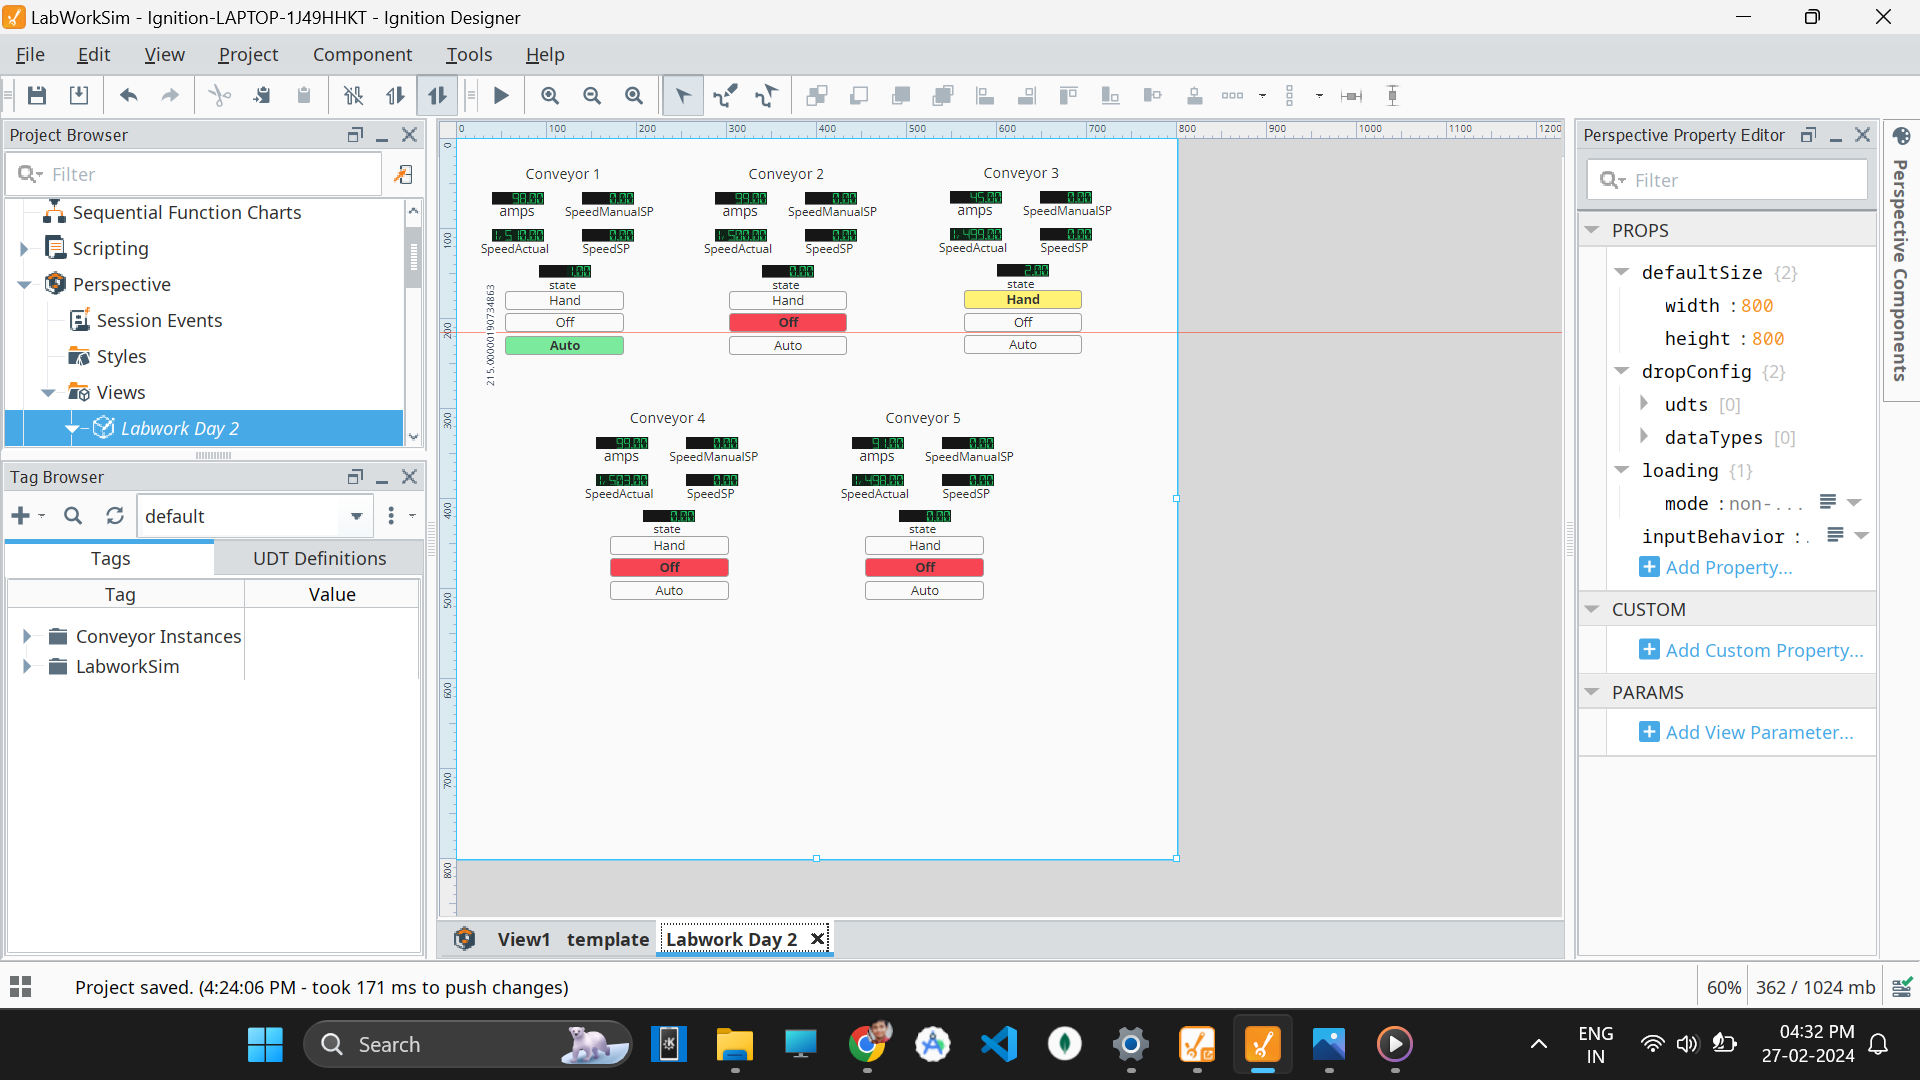 LabWorkSim - Ignition-LAPTOP-1J49HHKT - Ignition Designer
File Edit View Project Component Tools Help
Project Browser
Filter
Sequential Function Charts
Scripting
Perspective
Session Events
Styles
Views
Labwork Day 2
Tag Browser
default
Tags UDT Definitions
Tag Value
Conveyor Instances
LabworkSim
0 100 200 300 400 500 600 700 800 900 1000 1100 1200
0
100
200
300
400
500
600
700
800
Conveyor 1
98.00 0.00
amps SpeedManualSP
1,510.00 0.00
SpeedActual SpeedSP
1.00
state
Hand
Off
Auto
215.00000190734863
Conveyor 2
99.00 0.00
amps SpeedManualSP
1,500.00 0.00
SpeedActual SpeedSP
0.00
state
Hand
Off
Auto
Conveyor 3
45.00 0.00
amps SpeedManualSP
1,499.00 0.00
SpeedActual SpeedSP
2.00
state
Hand
Off
Auto
Conveyor 4
99.00 0.00
amps SpeedManualSP
1,503.00 0.00
SpeedActual SpeedSP
0.00
state
Hand
Off
Auto
Conveyor 5
91.00 0.00
amps SpeedManualSP
1,498.00 0.00
SpeedActual SpeedSP
0.00
state
Hand
Off
Auto
View1 template Labwork Day 2
Perspective Property Editor
Filter
PROPS
defaultSize {2}
width : 800
height : 800
dropConfig {2}
udts [0]
dataTypes [0]
loading {1}
mode : non-...
inputBehavior :.
Add Property...
CUSTOM
Add Custom Property...
PARAMS
Add View Parameter...
Perspective Components
Project saved. (4:24:06 PM - took 171 ms to push changes)
60% 362 / 1024 mb
Search
ENG
IN
04:32 PM
27-02-2024